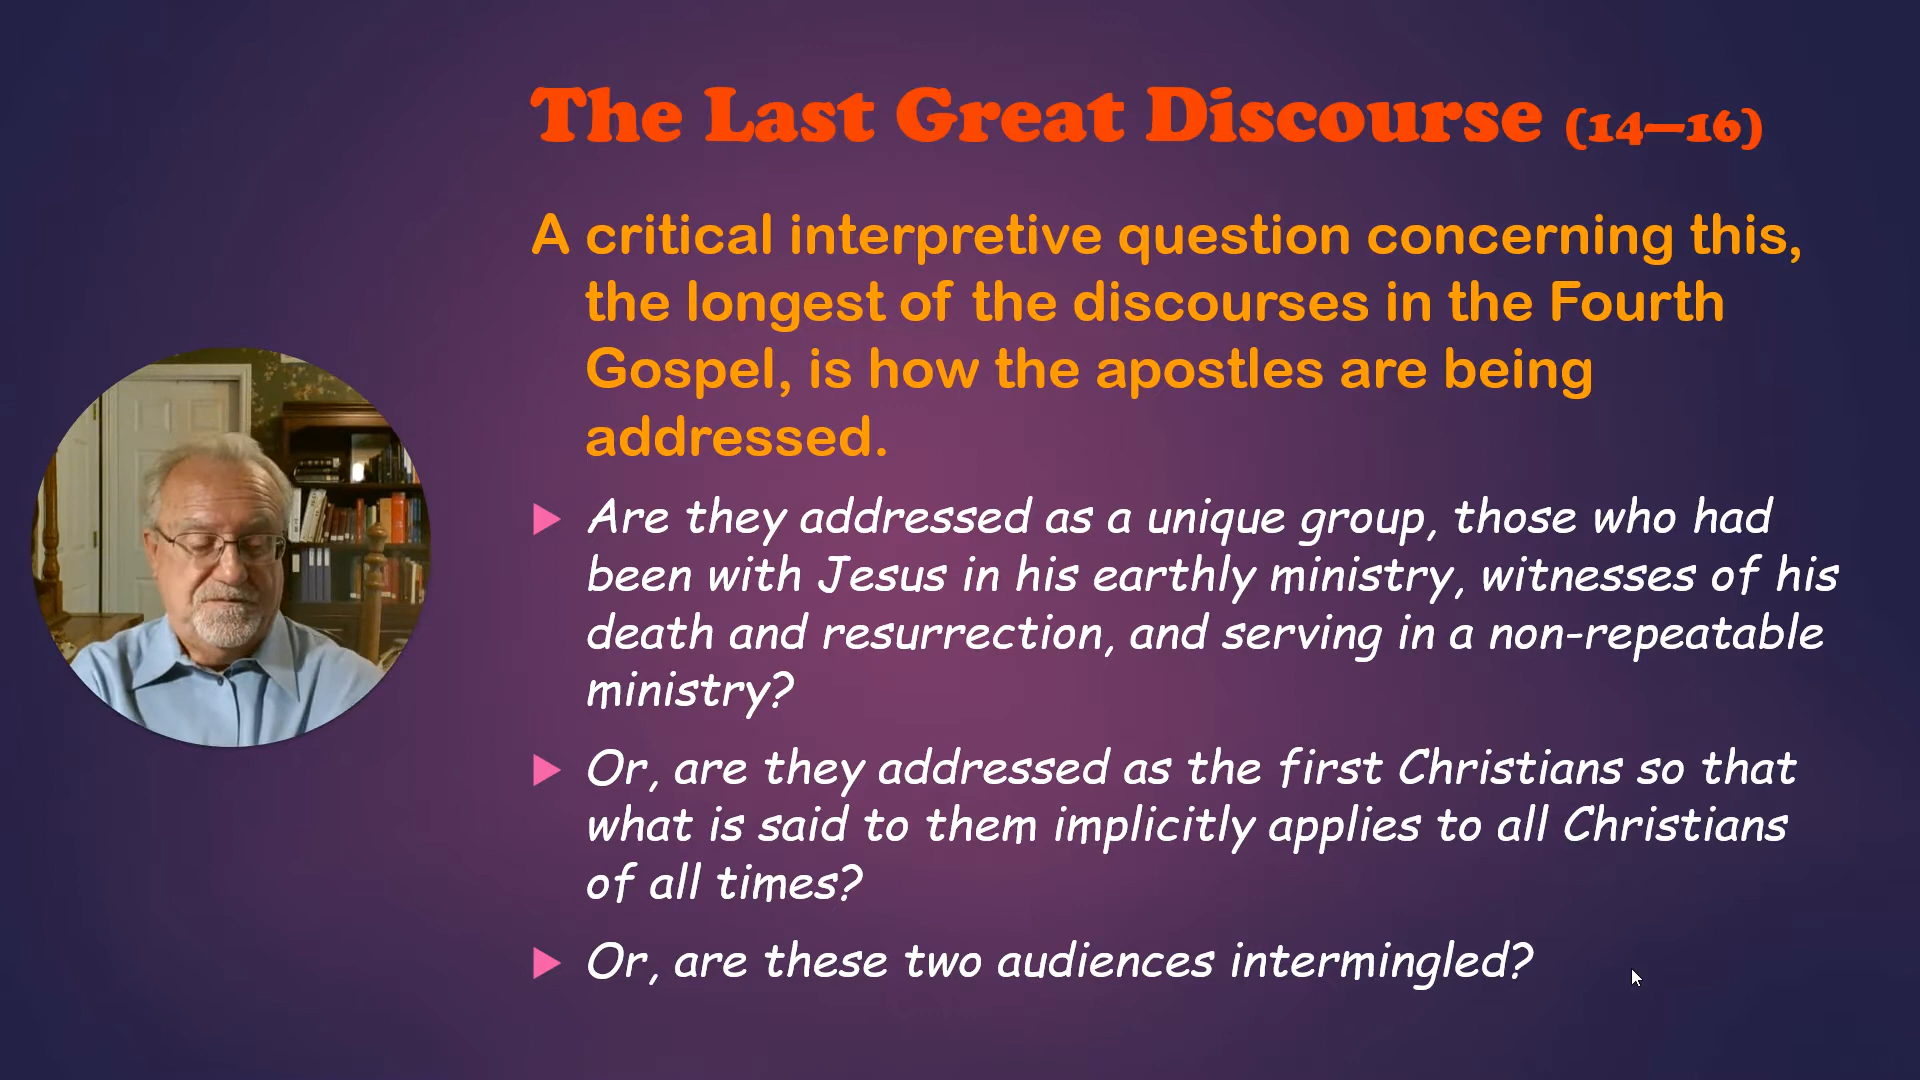 The Last Great Discourse (14—16)
A critical interpretive question concerning this,
the longest of the discourses in the Fourth
Gospel, is how the apostles are being
addressed.
Are they addressed as a unique group, those who had
been with Jesus in his earthly ministry, witnesses of his
death and resurrection, and serving in a non-repeatable
ministry?
Or, are they addressed as the first Christians so that
what is said to them implicitly applies to all Christians
of all times?
Or, are these two audiences intermingled?